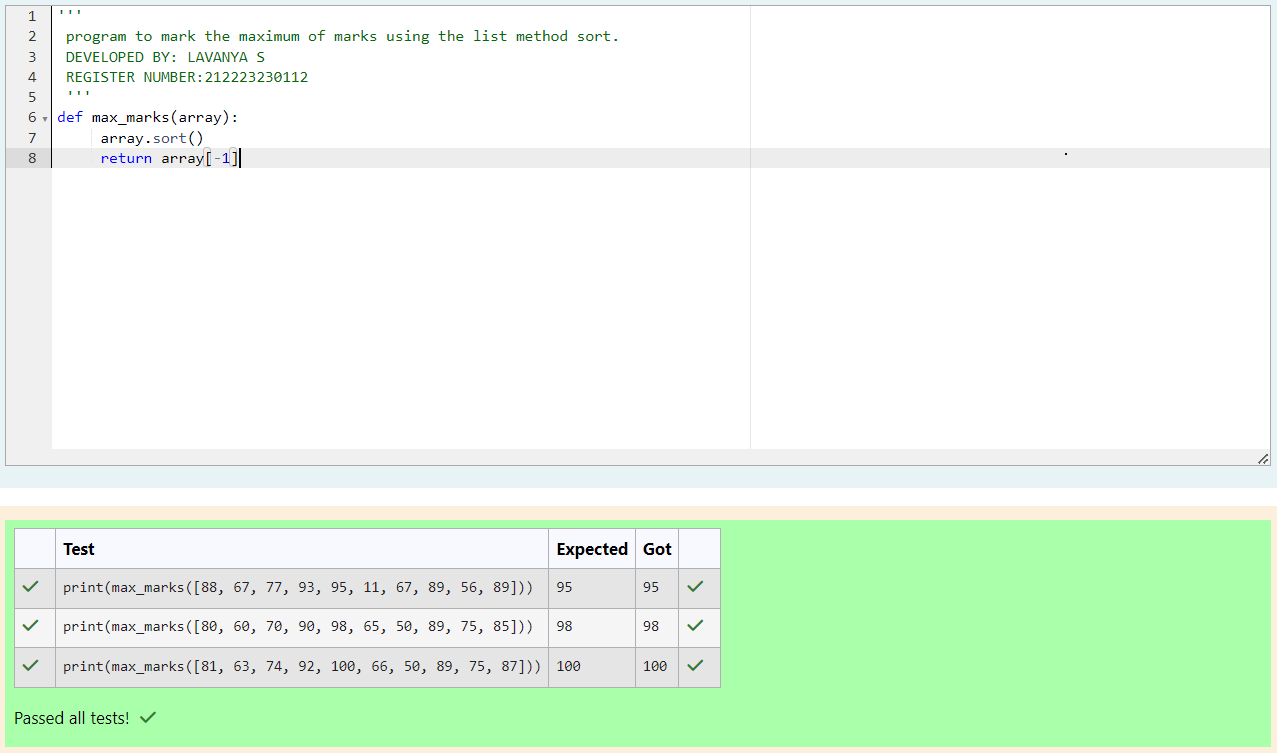 1 '''
2 program to mark the maximum of marks using the list method sort.
3 DEVELOPED BY: LAVANYA S
4 REGISTER NUMBER:212223230112
5 '''
6 def max_marks(array):
7 array.sort()
8 return array[-1]
Test Expected Got
print(max_marks([88, 67, 77, 93, 95, 11, 67, 89, 56, 89])) 95 95
print(max_marks([80, 60, 70, 90, 98, 65, 50, 89, 75, 85])) 98 98
print(max_marks([81, 63, 74, 92, 100, 66, 50, 89, 75, 87])) 100 100
Passed all tests!